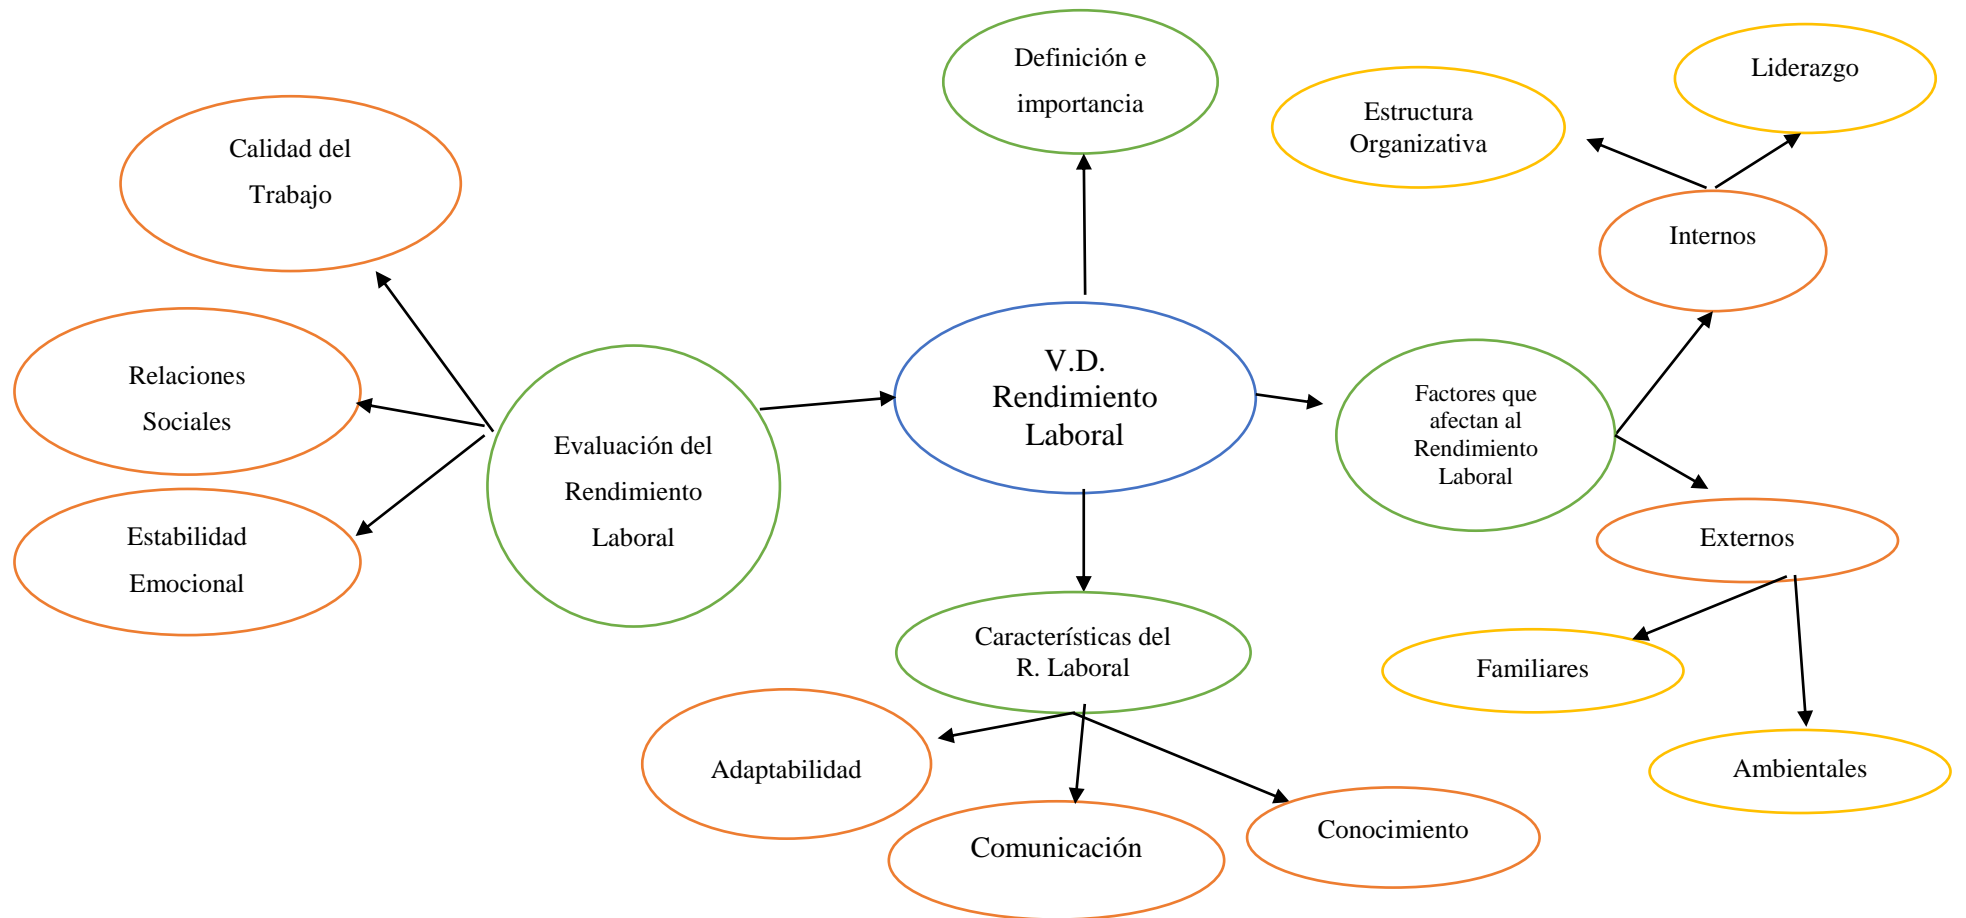 Definición e
importancia
Liderazgo
Estructura
Organizativa
Calidad del
Trabajo
Internos
Relaciones
Sociales
V.D.
Rendimiento
Laboral
Factores que
afectan al
Rendimiento
Laboral
Evaluación del
Rendimiento
Laboral
Estabilidad
Emocional
Externos
Características del
R. Laboral
Familiares
Adaptabilidad
Ambientales
Comunicación
Conocimiento